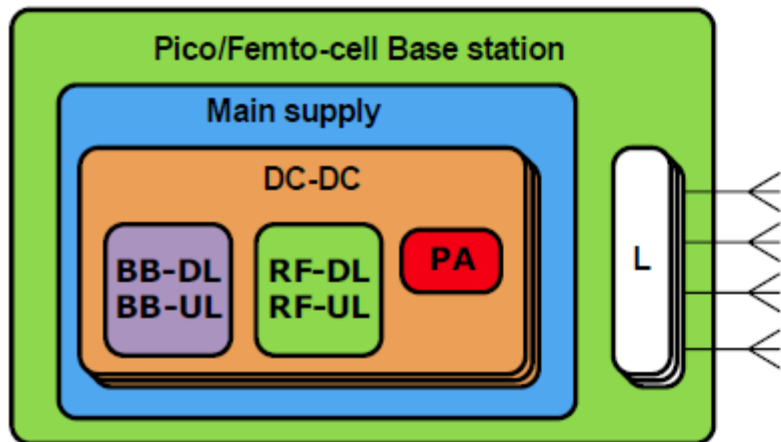 Pico/Femto-cell Base station
Main supply
DC-DC
BB-DL
BB-UL
RF-DL
RF-UL
PA
L